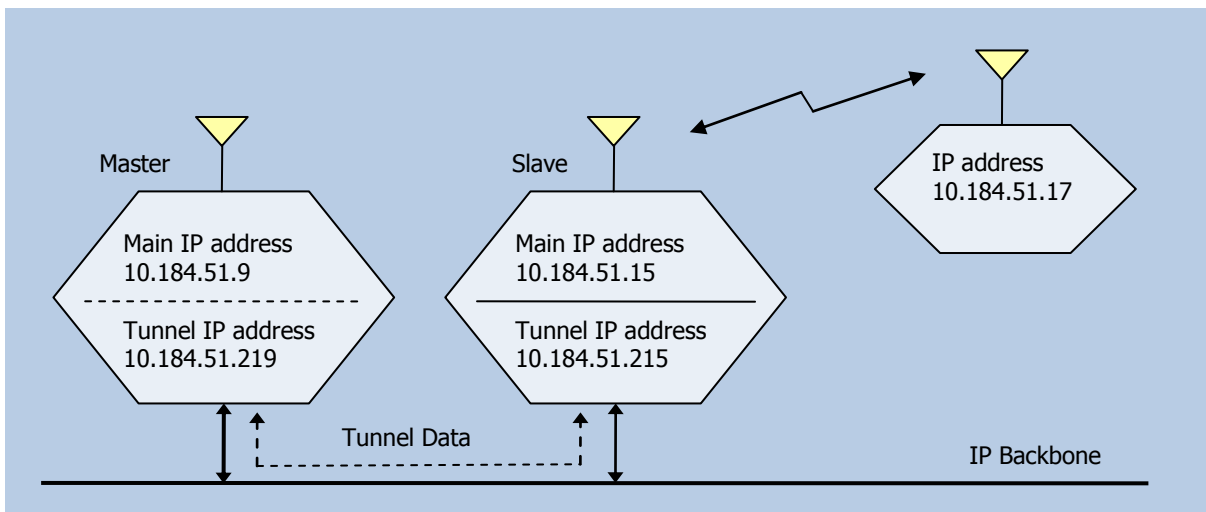 Master
Main IP address
10.184.51.9
Tunnel IP address
10.184.51.219
Slave
Main IP address
10.184.51.15
Tunnel IP address
10.184.51.215
IP address
10.184.51.17
Tunnel Data
IP Backbone